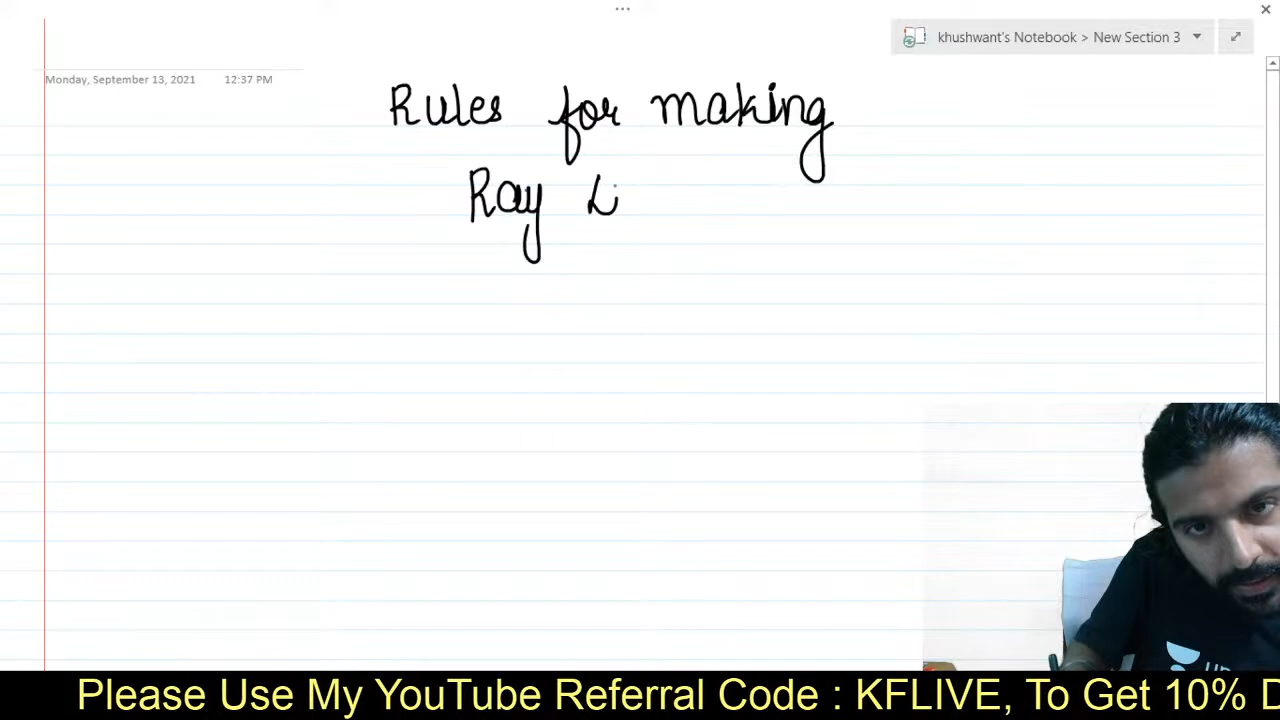 khushwant's Notebook > New Section 3
Monday, September 13, 2021 12:37 PM
Rules for making
Ray
Please Use My YouTube Referral Code : KFLIVE, To Get 10% D